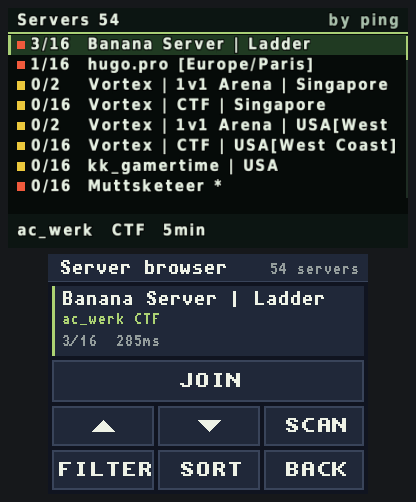 Servers 54 by ping
3/16 Banana Server | Ladder
1/16 hugo.pro [Europe/Paris]
0/2 Vortex | 1v1 Arena | Singapore
0/16 Vortex | CTF | Singapore
0/2 Vortex | 1v1 Arena | USA[West
0/16 Vortex | CTF | USA[West Coast]
0/16 kk_gamertime | USA
0/16 Muttsketeer *
ac_werk CTF 5min
Server browser 54 servers
Banana Server | Ladder
ac_werk CTF
3/16 285ms
JOIN
SCAN
FILTER SORT BACK